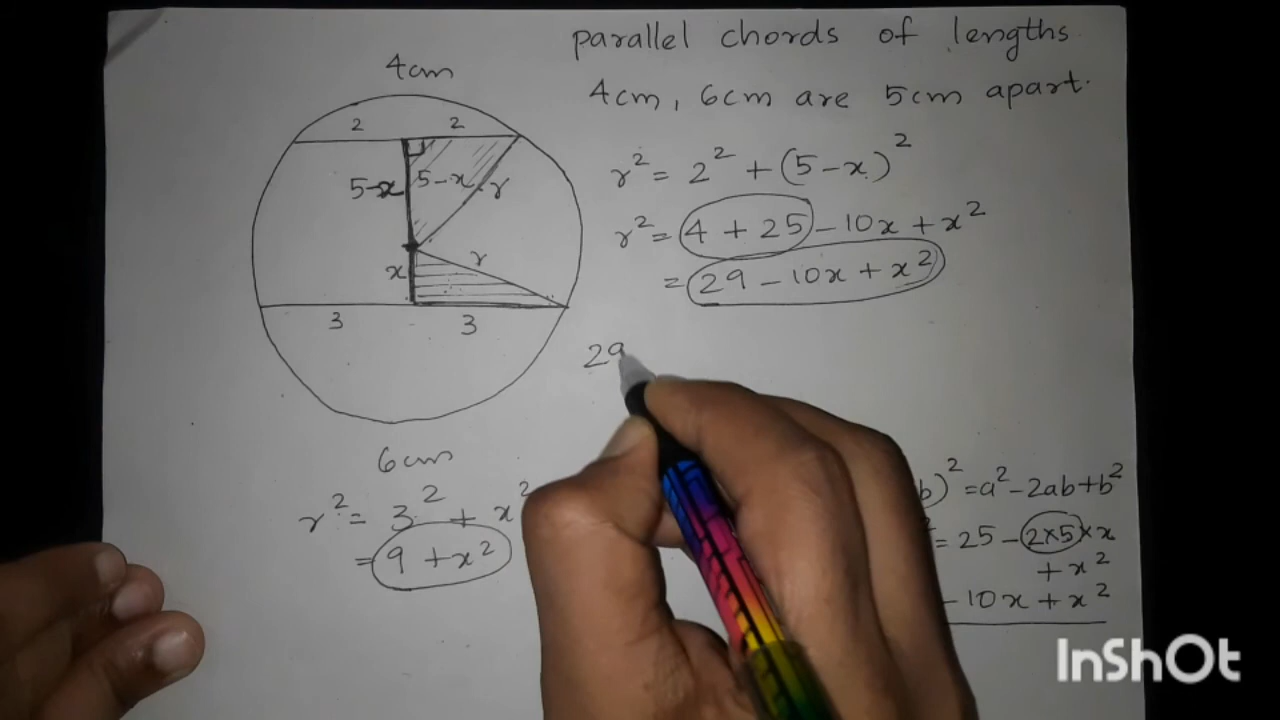 parallel chords of lengths
4cm, 6cm are 5cm apart.
4cm
2 2
5-x 5-x r
x r
3 3
6cm
r² = 2² + (5-x)²
r² = 4 + 25 - 10x + x²
= 29 - 10x + x²
29
r² = 3² + x²
= 9 + x²
b)² = a² - 2ab + b²
= 25 - 2×5 × x
+ x²
- 10x + x²
InShOt